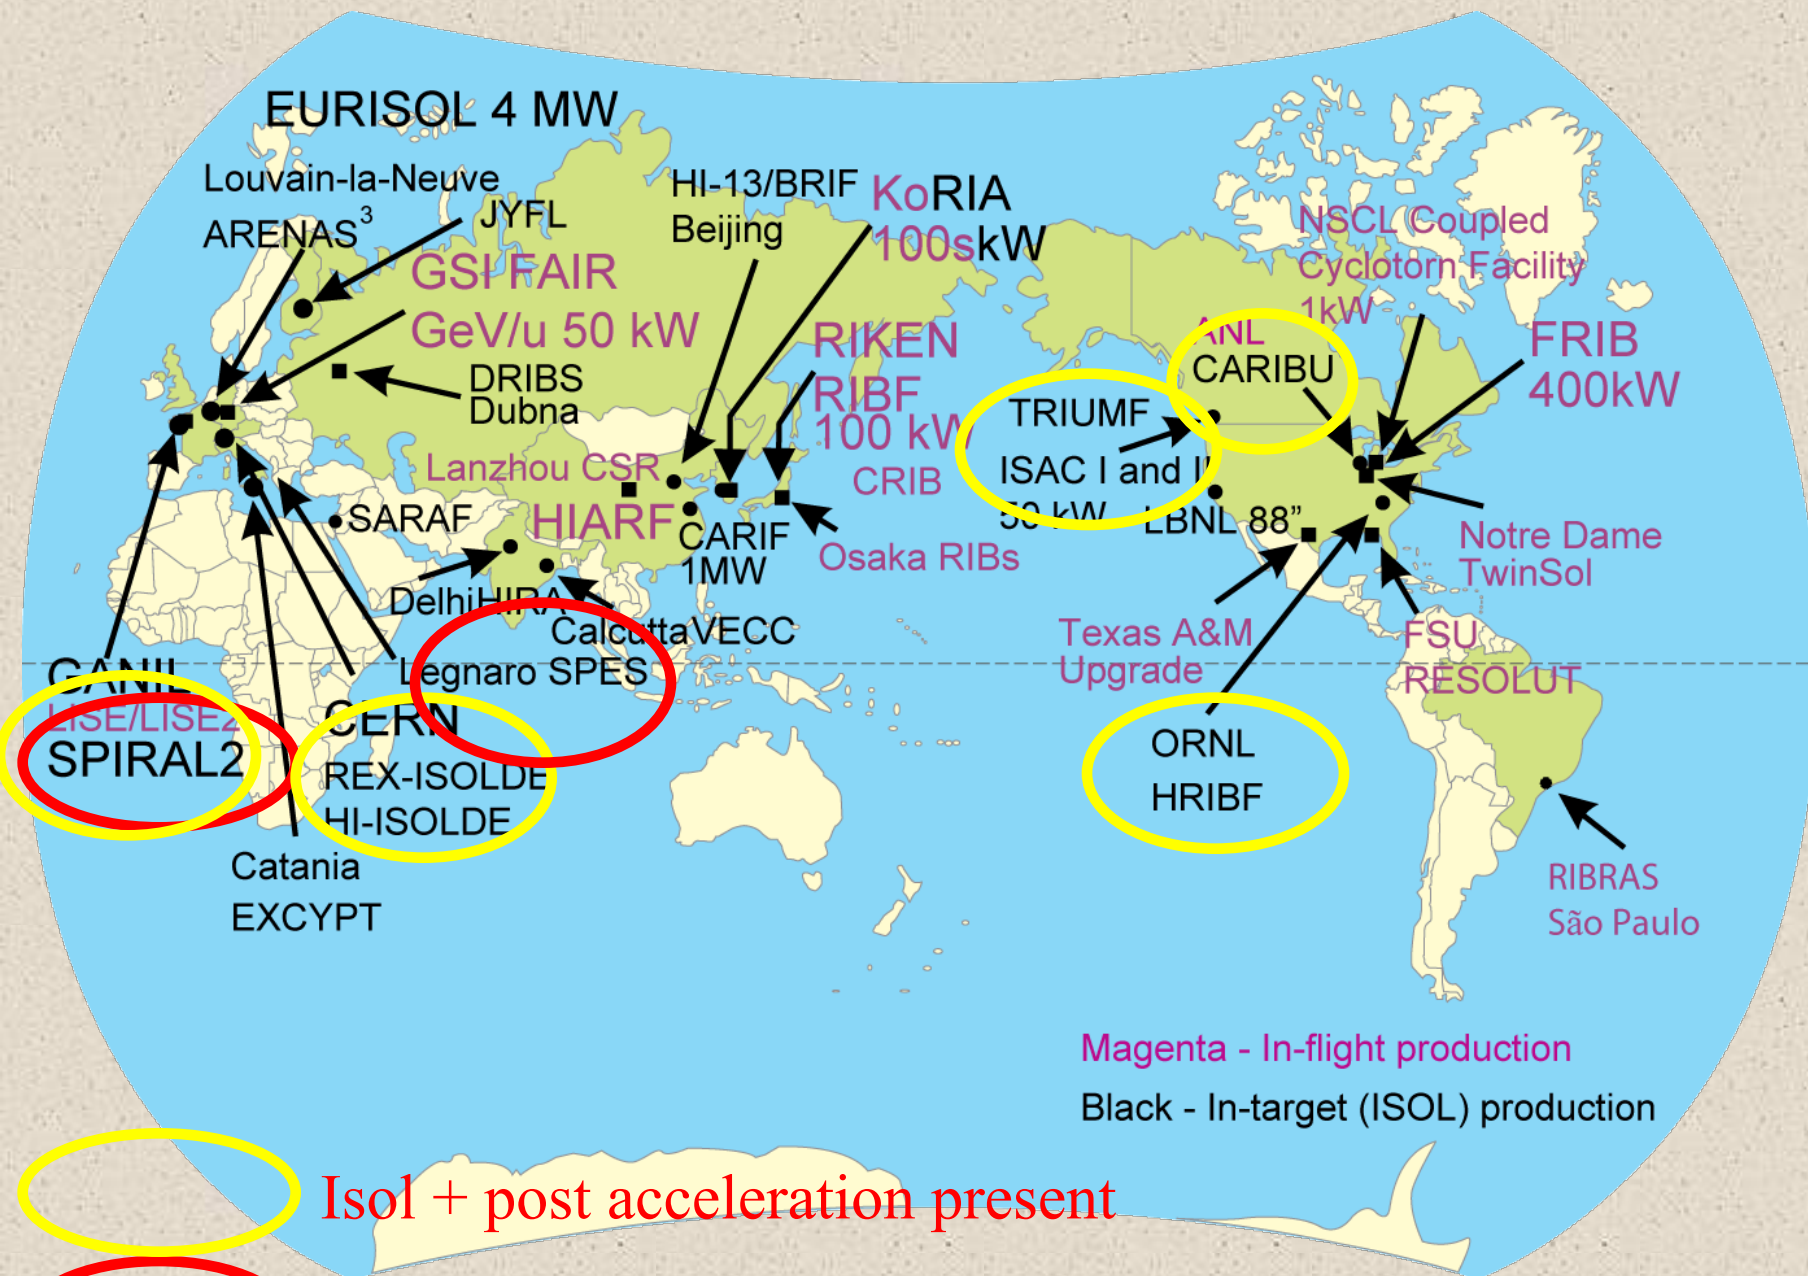 EURISOL 4 MW
Louvain-la-Neuve
ARENAS³
JYFL
HI-13/BRIF
Beijing
KoRIA
100skW
GSI FAIR
GeV/u 50 kW
DRIBS
Dubna
RIKEN
RIBF
100 kW
CRIB
Lanzhou CSR
HIARF
SARAF
CARIF
1MW
Osaka RIBs
DelhiHIRA
CalcuttaVECC
Legnaro SPES
GANIL
LISE/LISE2
SPIRAL2
CERN
REX-ISOLDE
HI-ISOLDE
Catania
EXCYPT
NSCL Coupled
Cyclotorn Facility
1kW
ANL
CARIBU
FRIB
400kW
TRIUMF
ISAC I and II
50 kW
LBNL 88”
Notre Dame
TwinSol
Texas A&M
Upgrade
FSU
RESOLUT
ORNL
HRIBF
RIBRAS
São Paulo
Magenta - In-flight production
Black - In-target (ISOL) production
Isol + post acceleration present